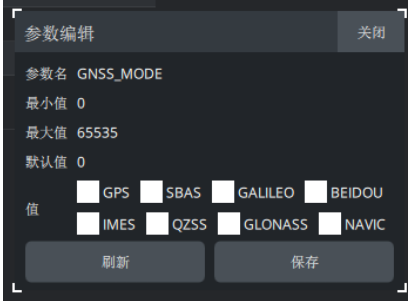 参数编辑 关闭
参数名 GNSS_MODE
最小值 0
最大值 65535
默认值 0
值
GPS SBAS GALILEO BEIDOU
IMES QZSS GLONASS NAVIC
刷新 保存